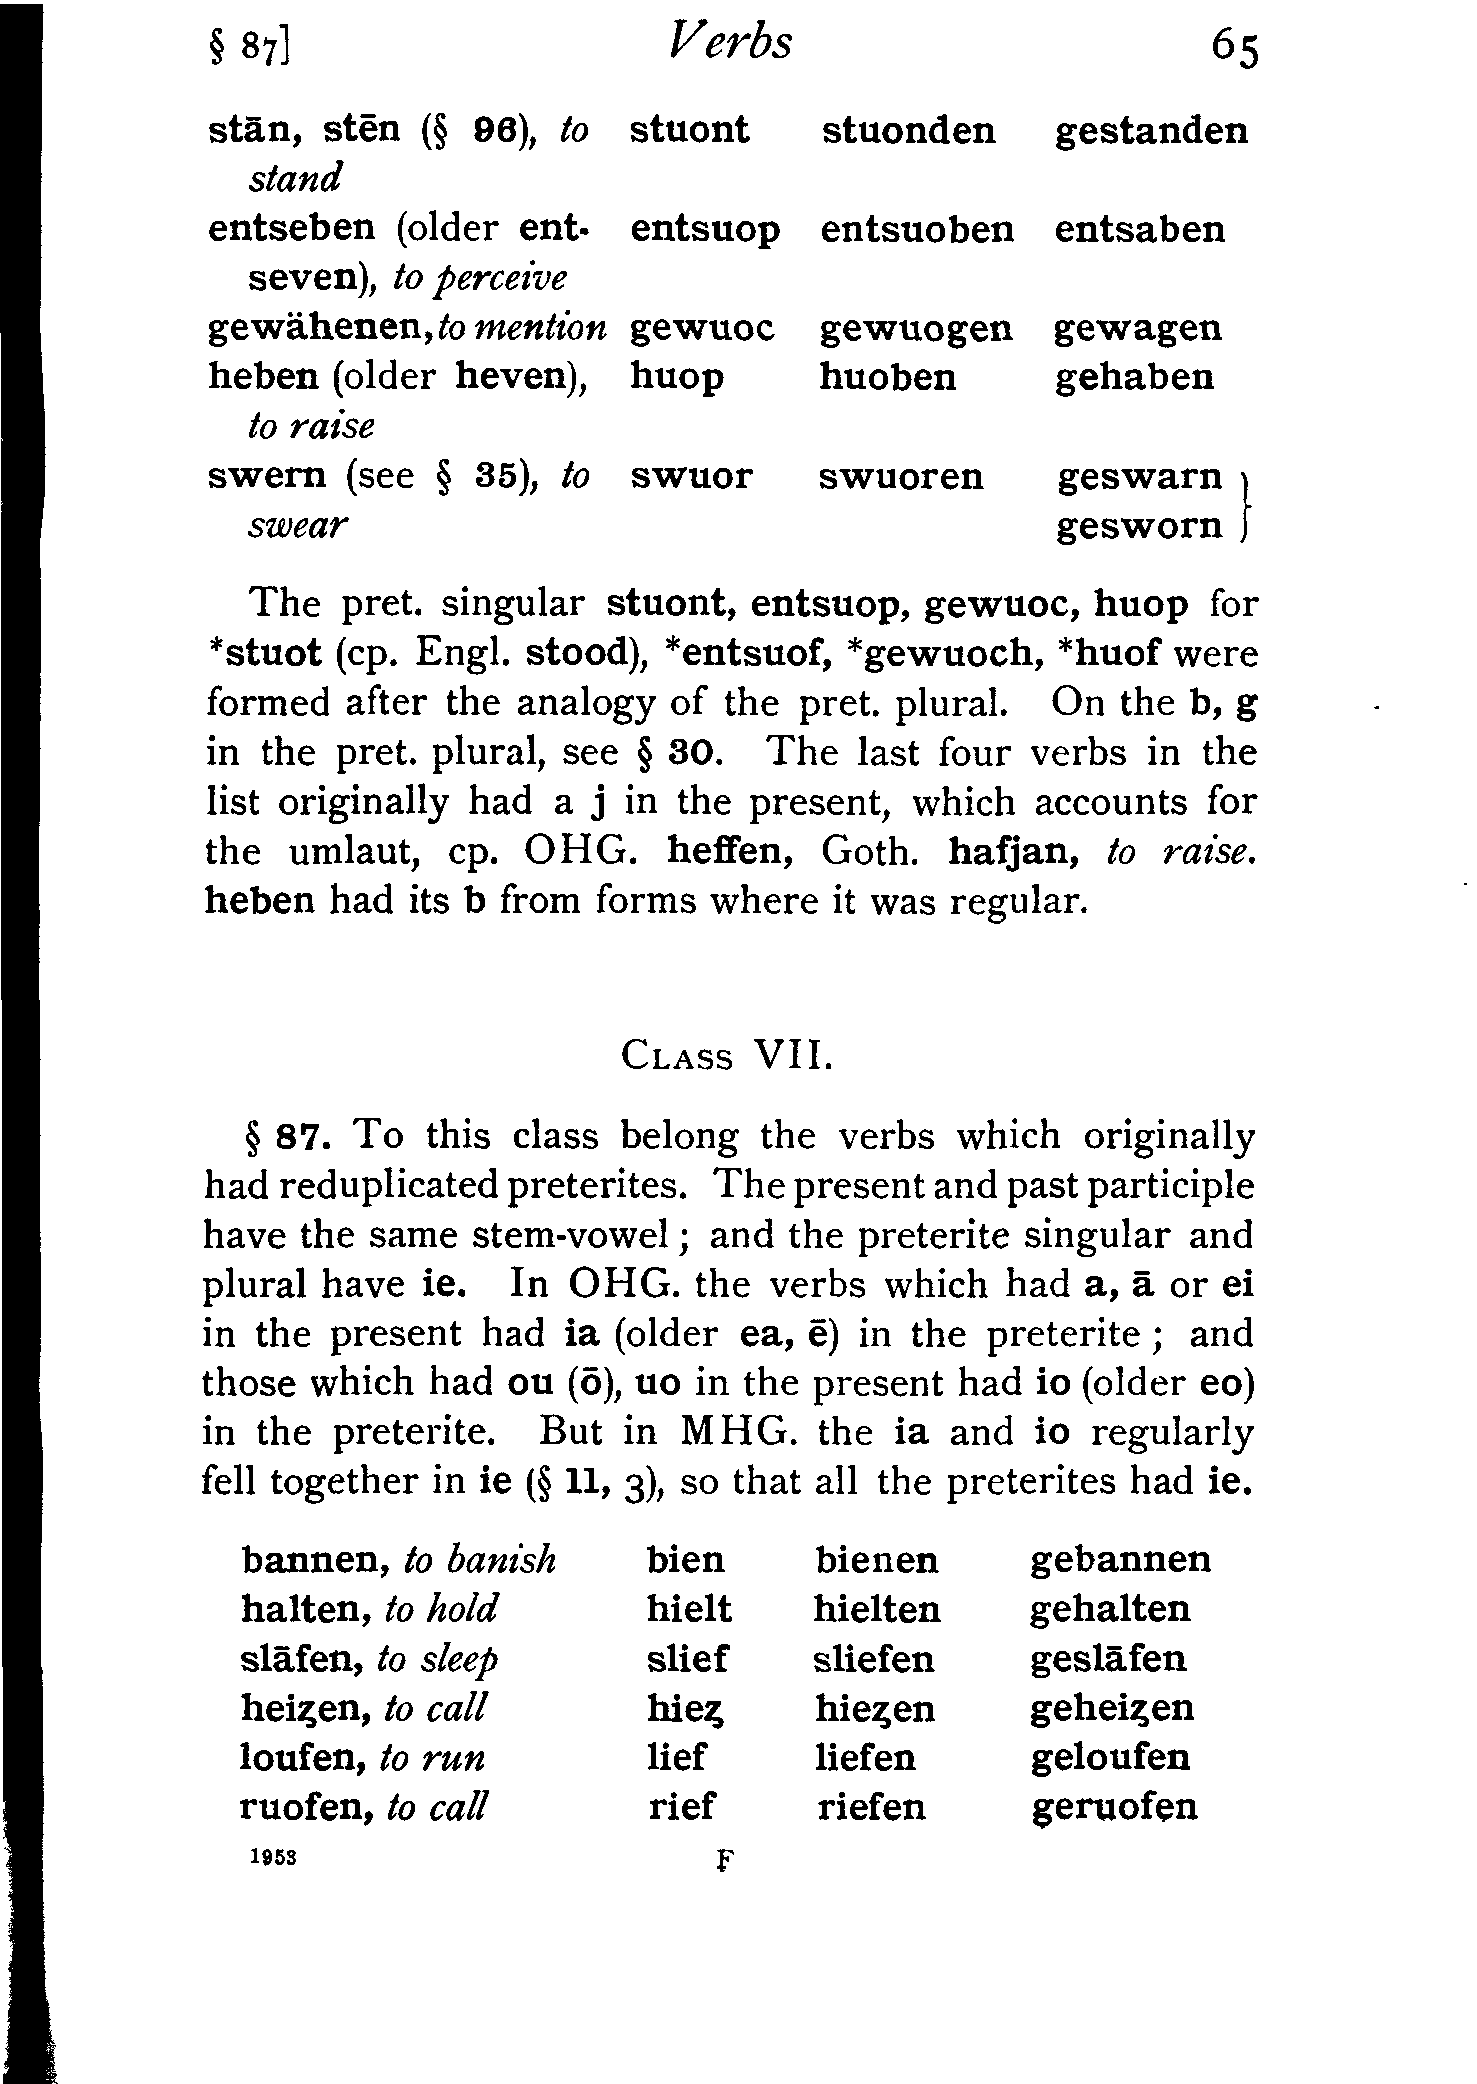 § 87] Verbs 65
stān, stēn (§ 96), to stuont stuonden gestanden
stand
entseben (older ent- entsuop entsuoben entsaben
seven), to perceive
gewähenen, to mention gewuoc gewuogen gewagen
heben (older heven), huop huoben gehaben
to raise
swern (see § 35), to swuor swuoren geswarn }
swear gesworn
The pret. singular stuont, entsuop, gewuoc, huop for
*stuot (cp. Engl. stood), *entsuof, *gewuoch, *huof were
formed after the analogy of the pret. plural. On the b, g
in the pret. plural, see § 30. The last four verbs in the
list originally had a j in the present, which accounts for
the umlaut, cp. OHG. heffen, Goth. hafjan, to raise.
heben had its b from forms where it was regular.
CLASS VII.
§ 87. To this class belong the verbs which originally
had reduplicated preterites. The present and past participle
have the same stem-vowel; and the preterite singular and
plural have ie. In OHG. the verbs which had a, ā or ei
in the present had ia (older ea, ē) in the preterite; and
those which had ou (ō), uo in the present had io (older eo)
in the preterite. But in MHG. the ia and io regularly
fell together in ie (§ 11, 3), so that all the preterites had ie.
bannen, to banish bien bienen gebannen
halten, to hold hielt hielten gehalten
slāfen, to sleep slief sliefen geslāfen
heiȥen, to call hieȥ hieȥen geheiȥen
loufen, to run lief liefen geloufen
ruofen, to call rief riefen geruofen
1953 F